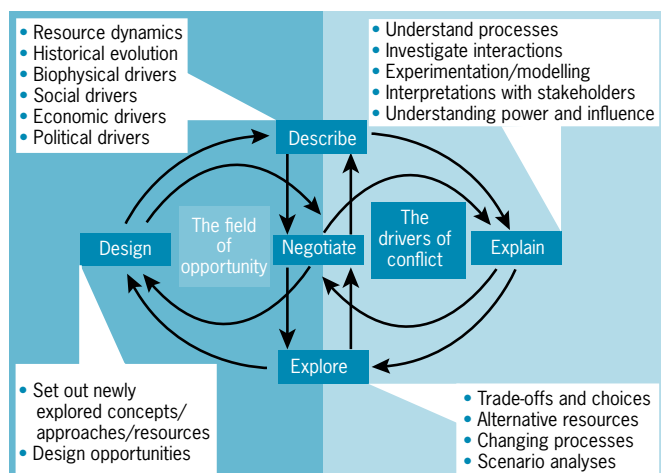 • Resource dynamics
• Historical evolution
• Biophysical drivers
• Social drivers
• Economic drivers
• Political drivers
• Understand processes
• Investigate interactions
• Experimentation/modelling
• Interpretations with stakeholders
• Understanding power and influence
Describe
The field
of
opportunity
The
drivers of
conflict
Design
Negotiate
Explain
Explore
• Set out newly
explored concepts/
approaches/resources
• Design opportunities
• Trade-offs and choices
• Alternative resources
• Changing processes
• Scenario analyses